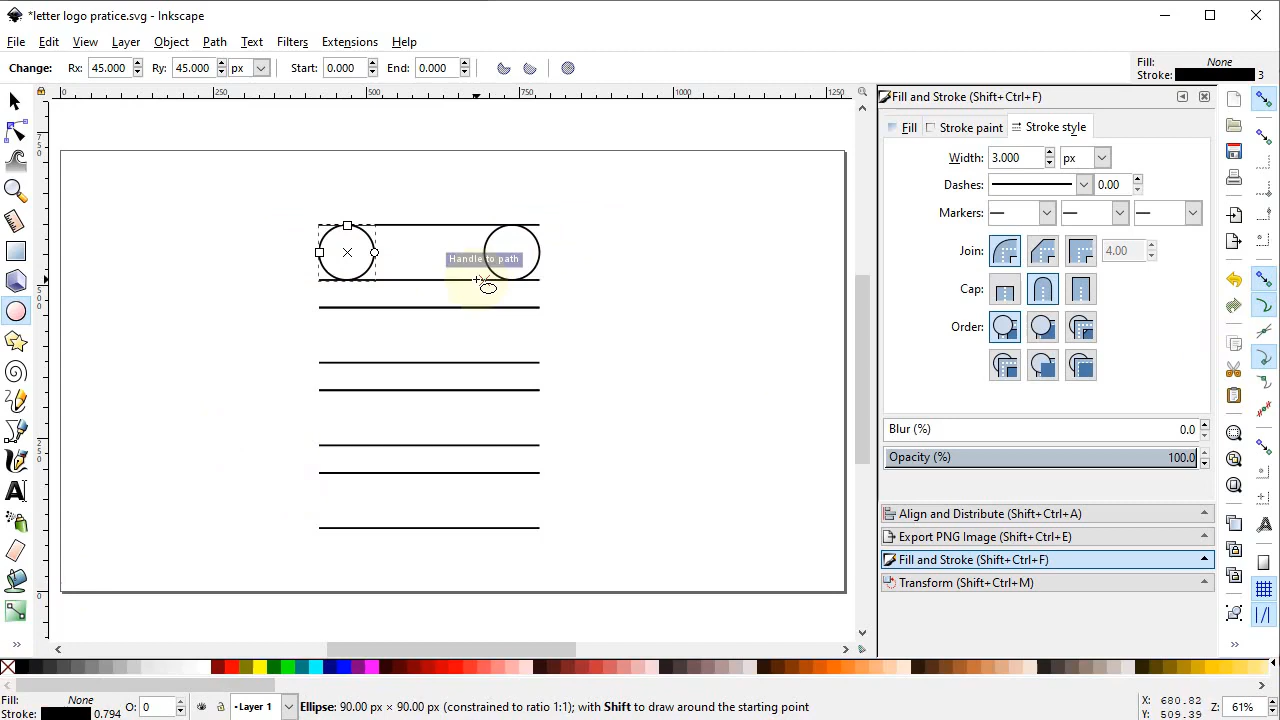 *letter logo pratice.svg - Inkscape
File Edit View Layer Object Path Text Filters Extensions Help
Change: Rx: 45.000 Ry: 45.000 px Start: 0.000 End: 0.000
Fill: None
Stroke: 3
Fill and Stroke (Shift+Ctrl+F)
Fill Stroke paint Stroke style
Width: 3.000 px
Dashes: 0.00
Markers:
Join: 4.00
Cap:
Order:
Handle to path
Blur (%) 0.0
Opacity (%) 100.0
Align and Distribute (Shift+Ctrl+A)
Export PNG Image (Shift+Ctrl+E)
Fill and Stroke (Shift+Ctrl+F)
Transform (Shift+Ctrl+M)
0 250 500 750 1000 1250
750
500
250
0
Fill: None
Stroke: 0.794
O: 0
Layer 1
Ellipse: 90.00 px × 90.00 px (constrained to ratio 1:1); with Shift to draw around the starting point
X: 680.82
Y: 509.39
Z: 61%